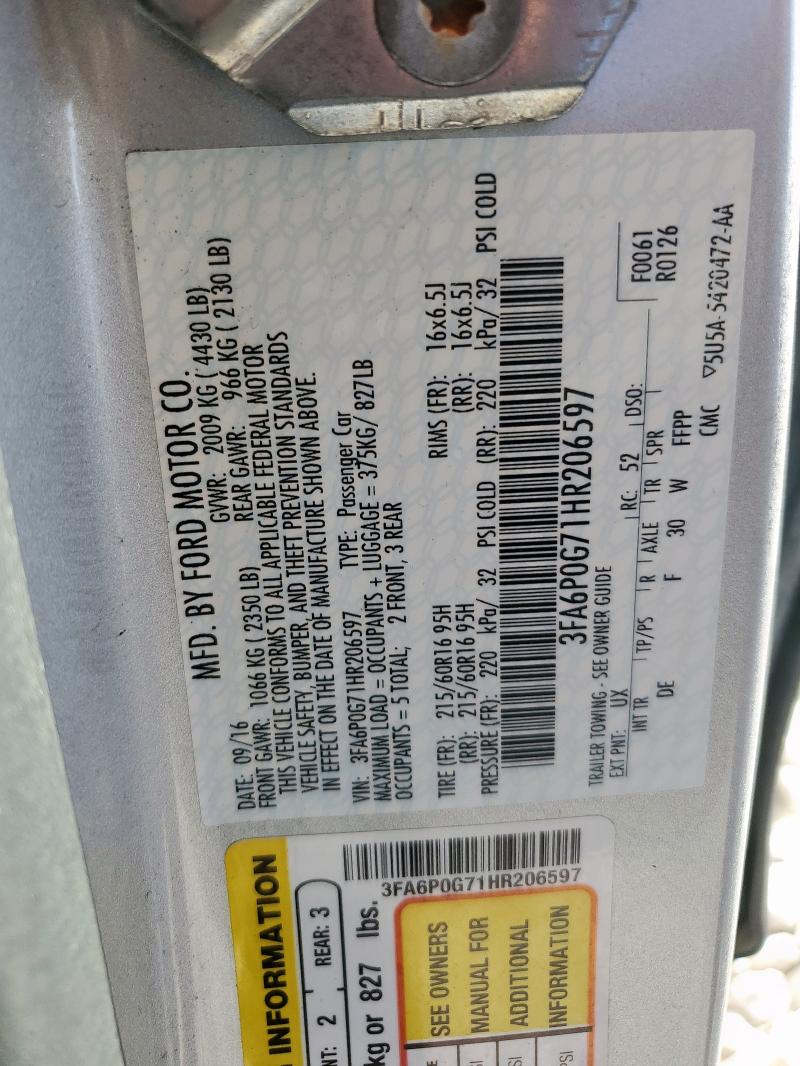 MFD. BY FORD MOTOR CO.
DATE: 09/16 GVWR: 2009 KG ( 4430 LB)
FRONT GAWR: 1066 KG ( 2350 LB) REAR GAWR: 966 KG ( 2130 LB)
THIS VEHICLE CONFORMS TO ALL APPLICABLE FEDERAL MOTOR
VEHICLE SAFETY, BUMPER, AND THEFT PREVENTION STANDARDS
IN EFFECT ON THE DATE OF MANUFACTURE SHOWN ABOVE.
VIN: 3FA6P0G71HR206597 TYPE: Passenger Car
MAXIMUM LOAD = OCCUPANTS + LUGGAGE = 375KG/ 827LB
OCCUPANTS = 5 TOTAL; 2 FRONT, 3 REAR
TIRE (FR): 215/60R16 95H RIMS (FR): 16x6.5J
(RR): 215/60R16 95H (RR): 16x6.5J
PRESSURE (FR): 220 kPa/ 32 PSI COLD (RR): 220 kPa/ 32 PSI COLD
3FA6P0G71HR206597
TRAILER TOWING - SEE OWNER GUIDE
F0061
R0126
EXT PNT: UX RC: 52 DSO:
INT TR TP/PS R AXLE TR SPR
DE F 30 W FFPP
CMC ▽5U5A-5420472-AA
INFORMATION
NT: 2 REAR: 3
kg or 827 lbs.
3FA6P0G71HR206597
SEE OWNERS
MANUAL FOR
ADDITIONAL
INFORMATION